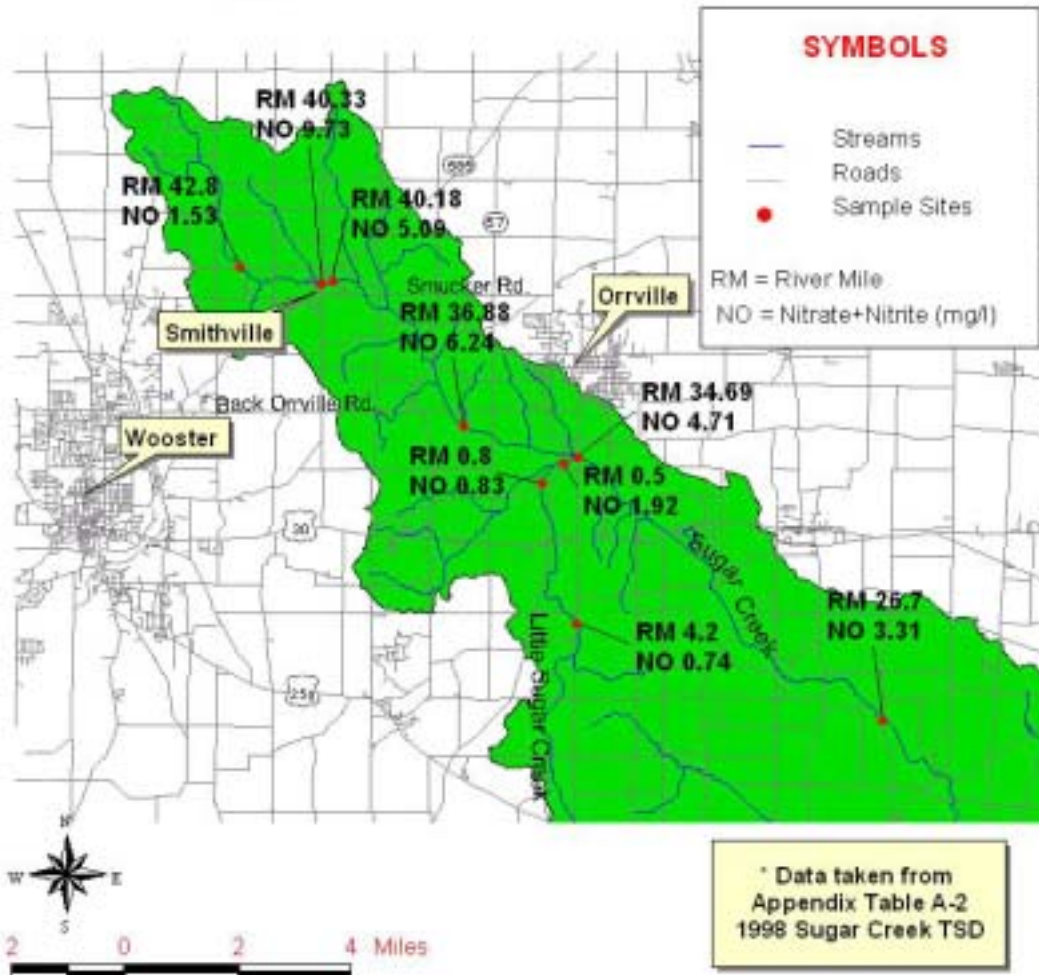 SYMBOLS
Streams
Roads
Sample Sites
RM = River Mile
NO = Nitrate+Nitrite (mg/l)
RM 40.33
NO 9.73
585
RM 42.8
NO 1.53
RM 40.18
NO 5.09
57
Smucker Rd.
Orrville
RM 36.88
NO 6.24
Smithville
RM 34.69
NO 4.71
Back Orrville Rd.
Wooster
RM 0.8
NO 0.83
RM 0.5
NO 1.92
30
Sugar Creek
RM 26.7
NO 3.31
RM 4.2
NO 0.74
Little Sugar Creek
N
W E
S
* Data taken from
Appendix Table A-2
1998 Sugar Creek TSD
2 0 2 4 Miles